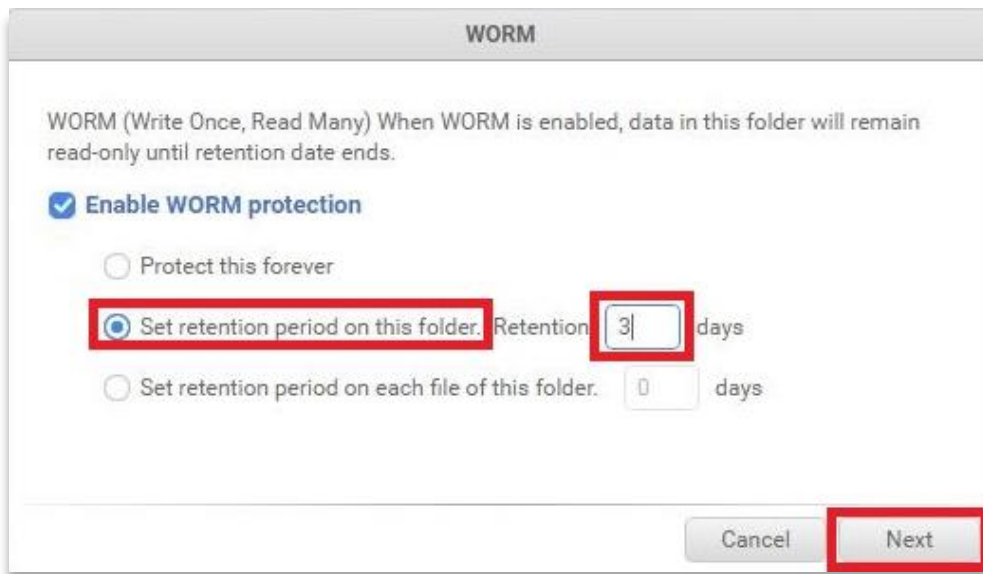 WORM
WORM (Write Once, Read Many) When WORM is enabled, data in this folder will remain
read-only until retention date ends.
Enable WORM protection
Protect this forever
Set retention period on this folder. Retention 3 days
Set retention period on each file of this folder. 0 days
Cancel Next